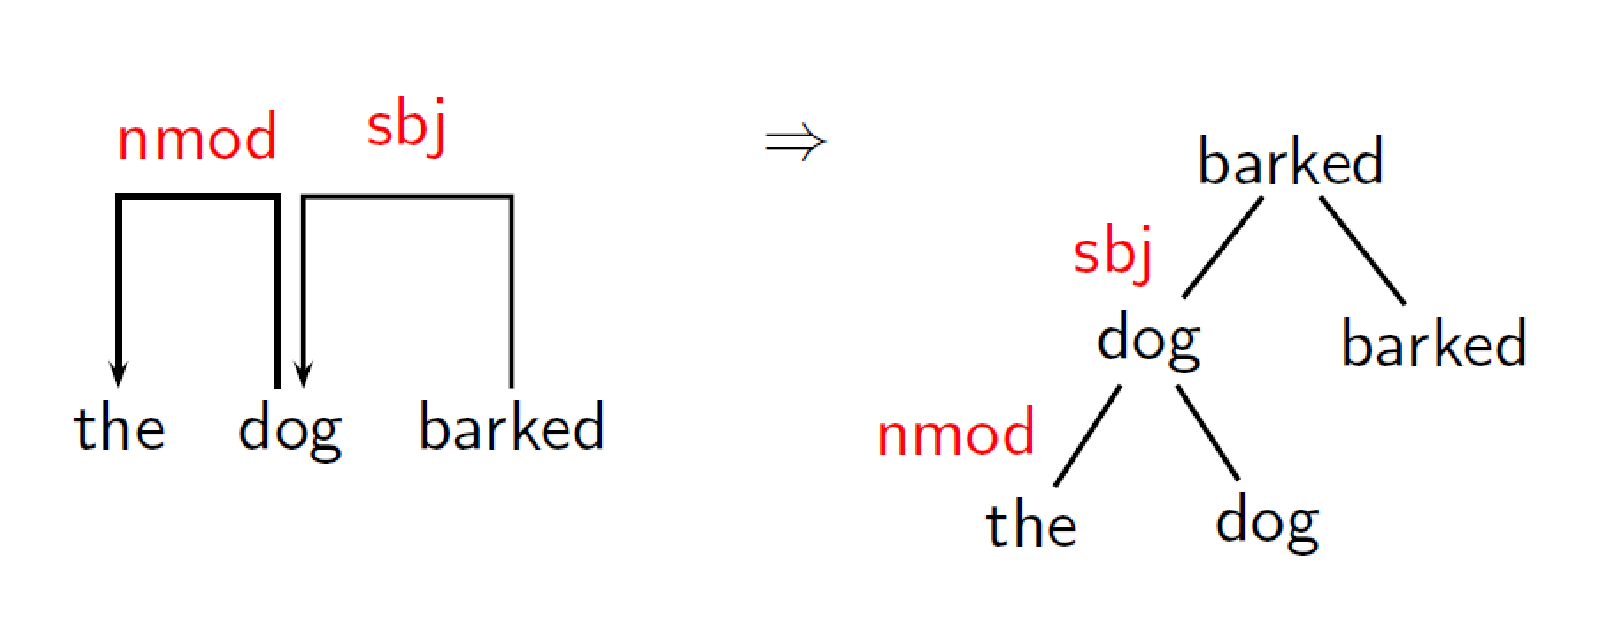 nmod sbj
the dog barked
⇒
barked
sbj
dog barked
nmod
the dog